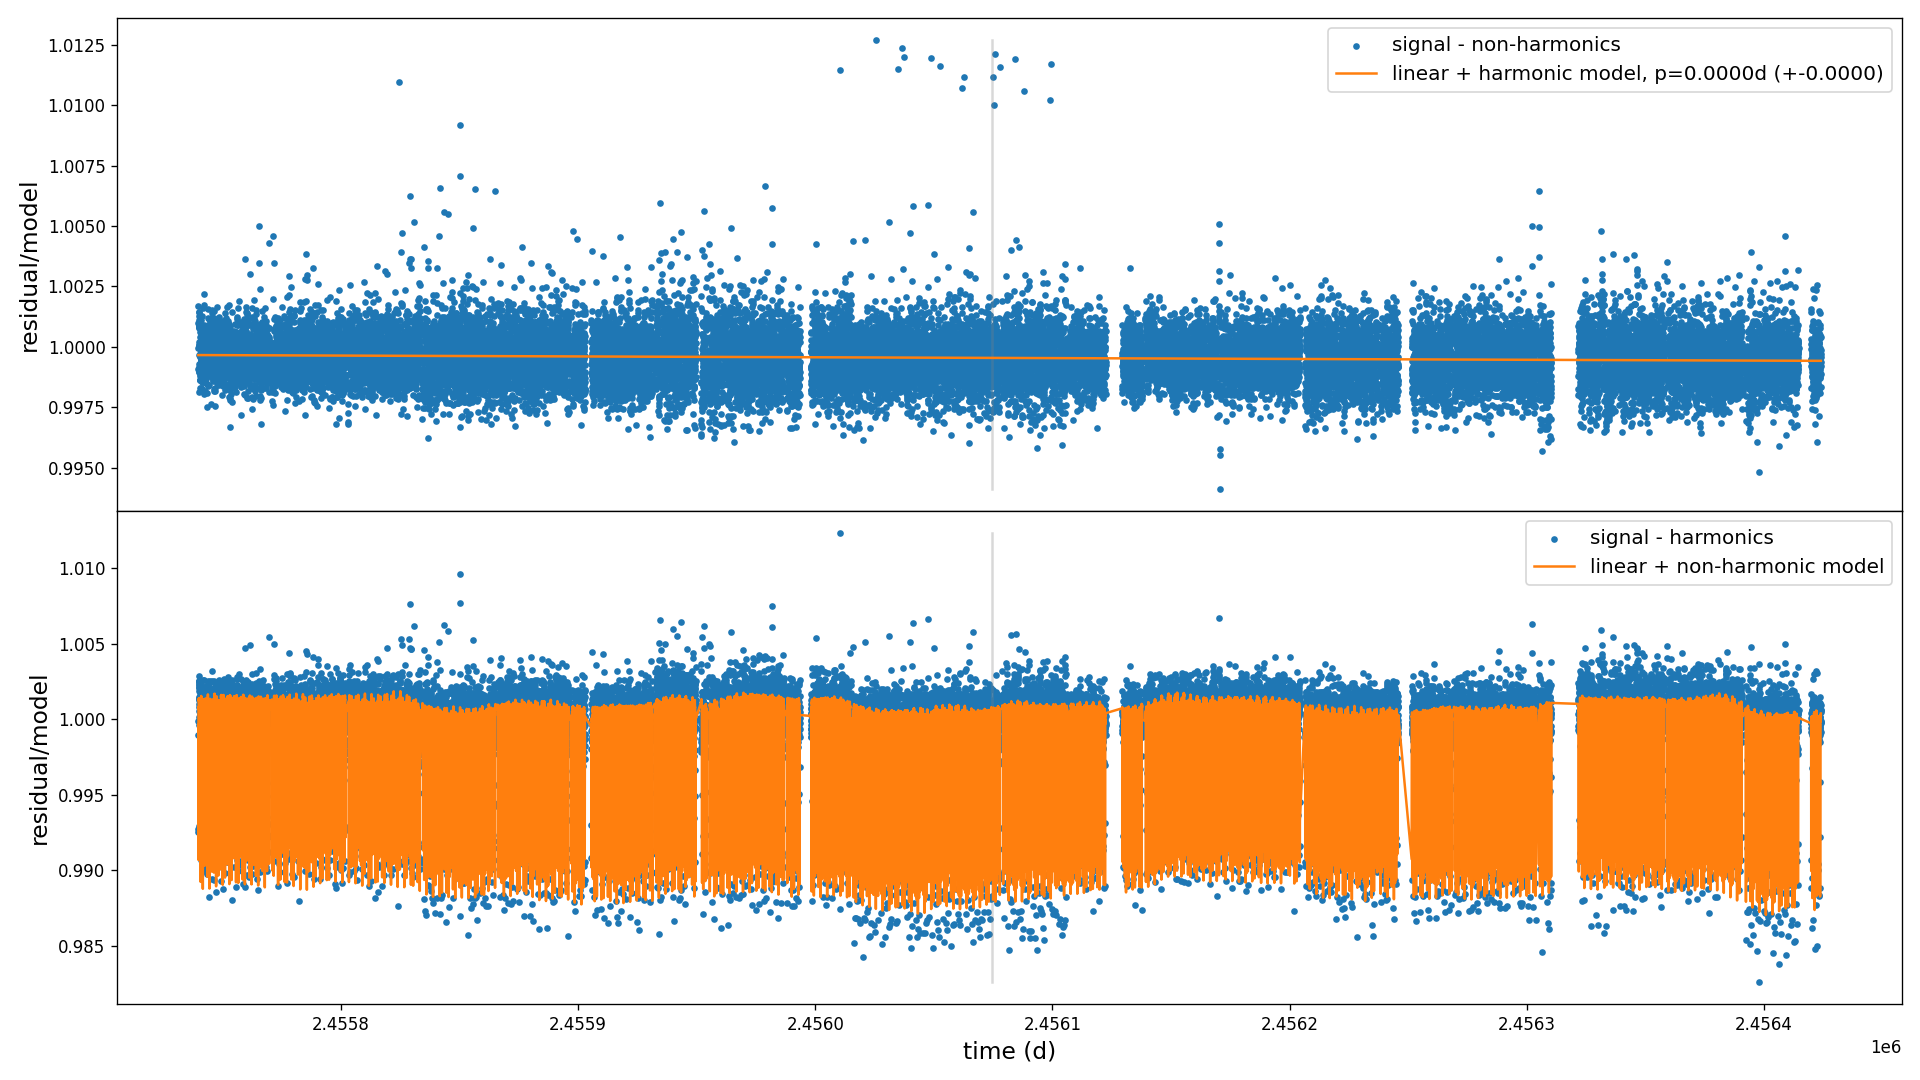 signal - non-harmonics
linear + harmonic model, p=0.0000d (+-0.0000)
1.0125
1.0100
1.0075
1.0050
1.0025
1.0000
0.9975
0.9950
residual/model
signal - harmonics
linear + non-harmonic model
1.010
1.005
1.000
0.995
0.990
0.985
residual/model
2.4558
2.4559
2.4560
2.4561
2.4562
2.4563
2.4564
1e6
time (d)